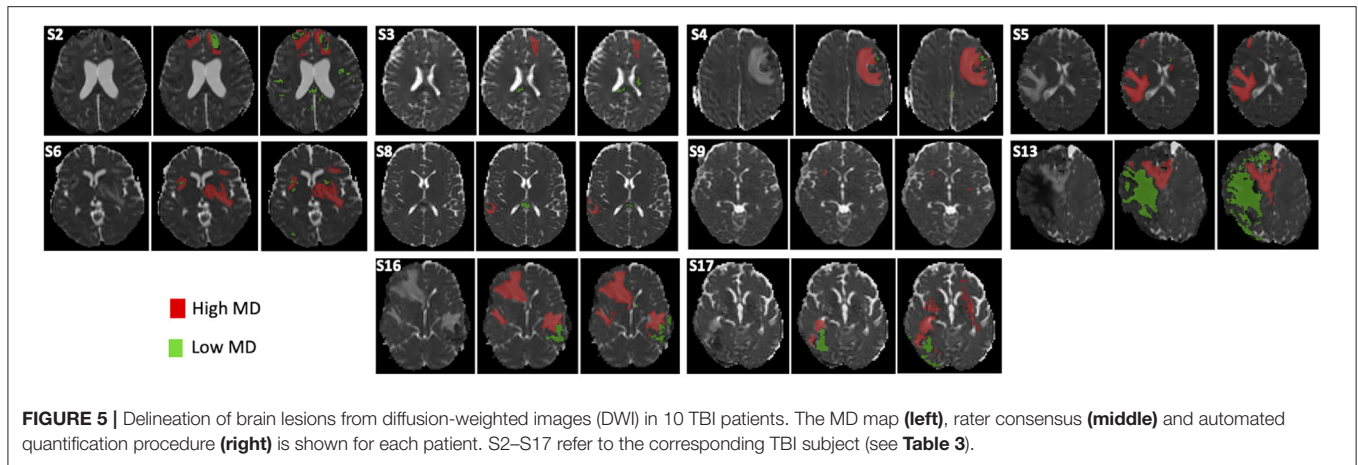 S2
S3
S4
S5
S6
S8
S9
S13
S16
S17
High MD
Low MD
FIGURE 5 | Delineation of brain lesions from diffusion-weighted images (DWI) in 10 TBI patients. The MD map (left), rater consensus (middle) and automated
quantification procedure (right) is shown for each patient. S2–S17 refer to the corresponding TBI subject (see Table 3).